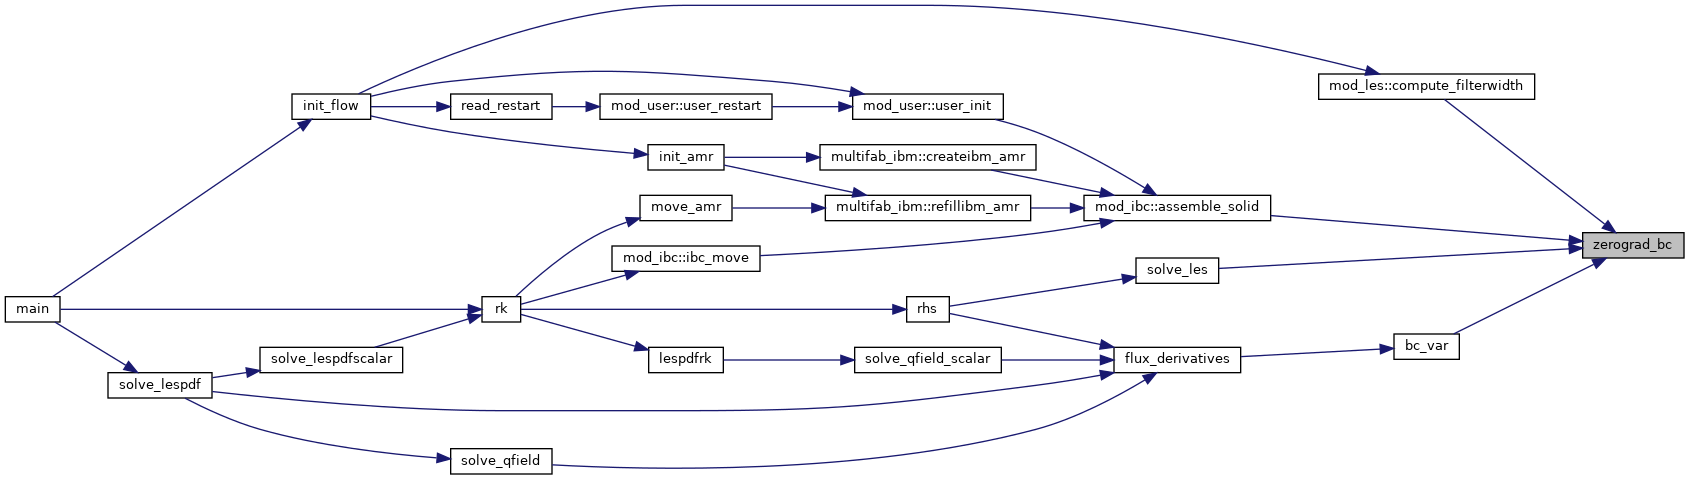 mod_les::compute_filterwidth
init_flow
read_restart
mod_user::user_restart
mod_user::user_init
init_amr
multifab_ibm::createibm_amr
move_amr
multifab_ibm::refillibm_amr
mod_ibc::assemble_solid
zerograd_bc
mod_ibc::ibc_move
solve_les
main
rk
rhs
bc_var
solve_lespdfscalar
lespdfrk
solve_qfield_scalar
flux_derivatives
solve_lespdf
solve_qfield